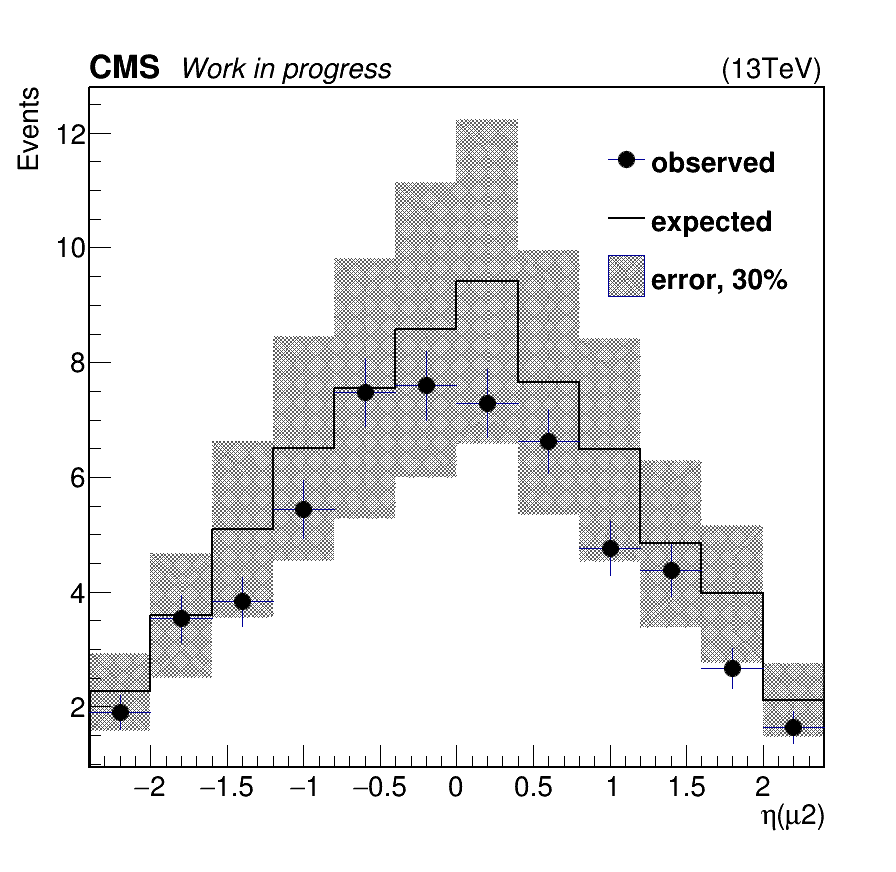 CMS Work in progress (13TeV)
Events
12
10
8
6
4
2
observed
expected
error, 30%
−2 −1.5 −1 −0.5 0 0.5 1 1.5 2
η(μ2)